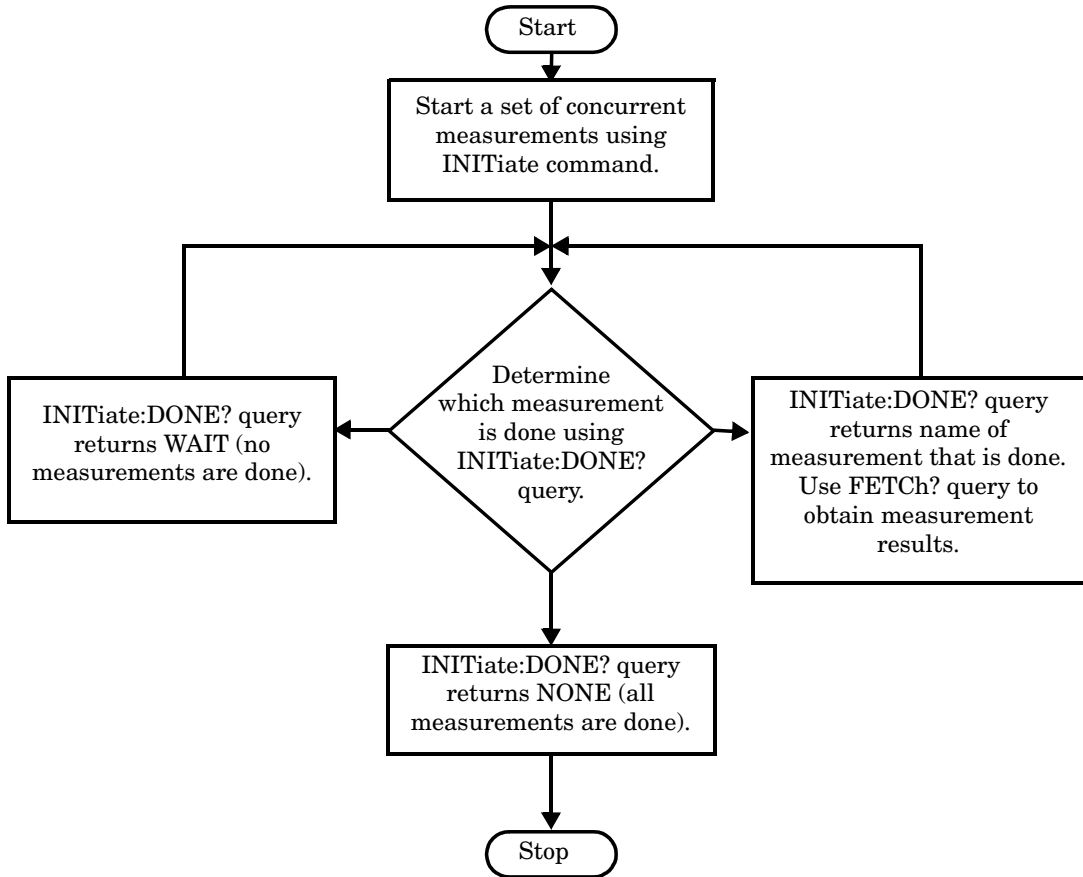 Start
Start a set of concurrent
measurements using
INITiate command.
Determine
which measurement
is done using
INITiate:DONE?
query.
INITiate:DONE? query
returns WAIT (no
measurements are done).
INITiate:DONE? query
returns name of
measurement that is done.
Use FETCh? query to
obtain measurement
results.
INITiate:DONE? query
returns NONE (all
measurements are done).
Stop